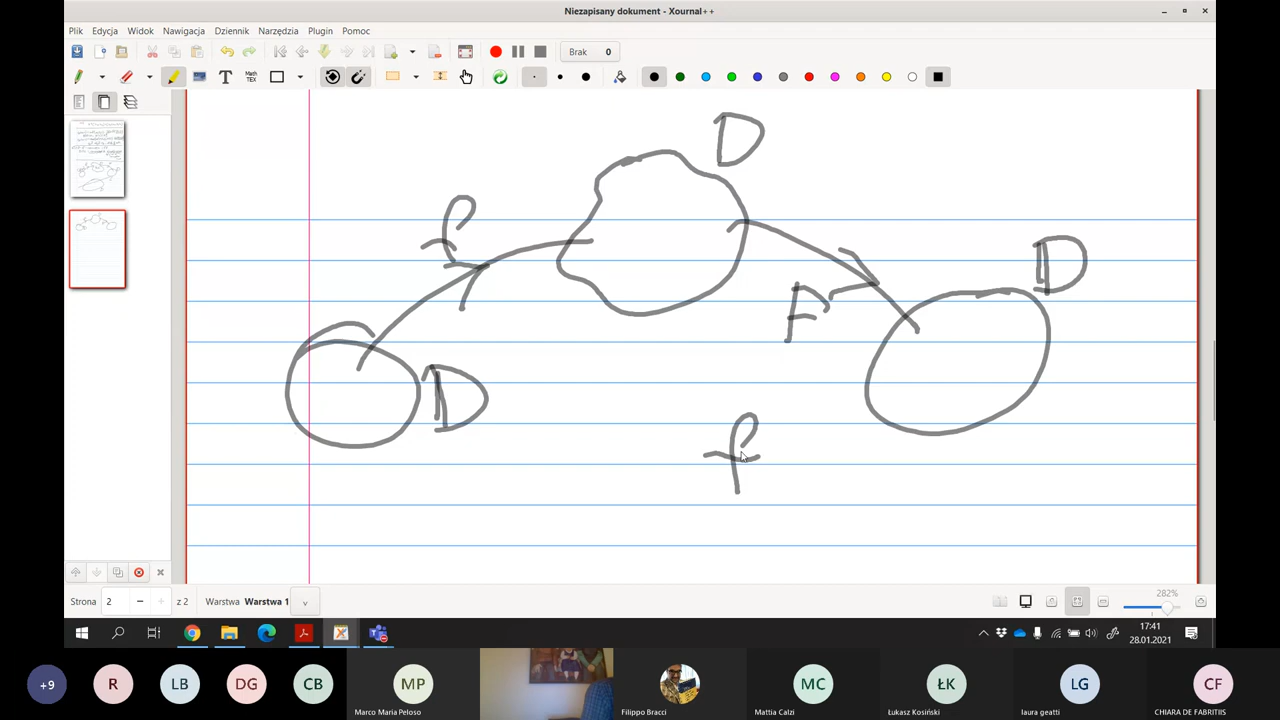 Niezapisany dokument - Xournal++
Plik Edycja Widok Nawigacja Dziennik Narzędzia Plugin Pomoc
Brak 0
T
Math
TEX
D
f
D
F
D
f
Strona 2 z 2 Warstwa Warstwa 1
282%
17:41
28.01.2021
+9 R LB DG CB MP MC ŁK LG CF
Marco Maria Peloso Filippo Bracci Mattia Calzi Łukasz Kosiński laura geatti CHIARA DE FABRITIIS